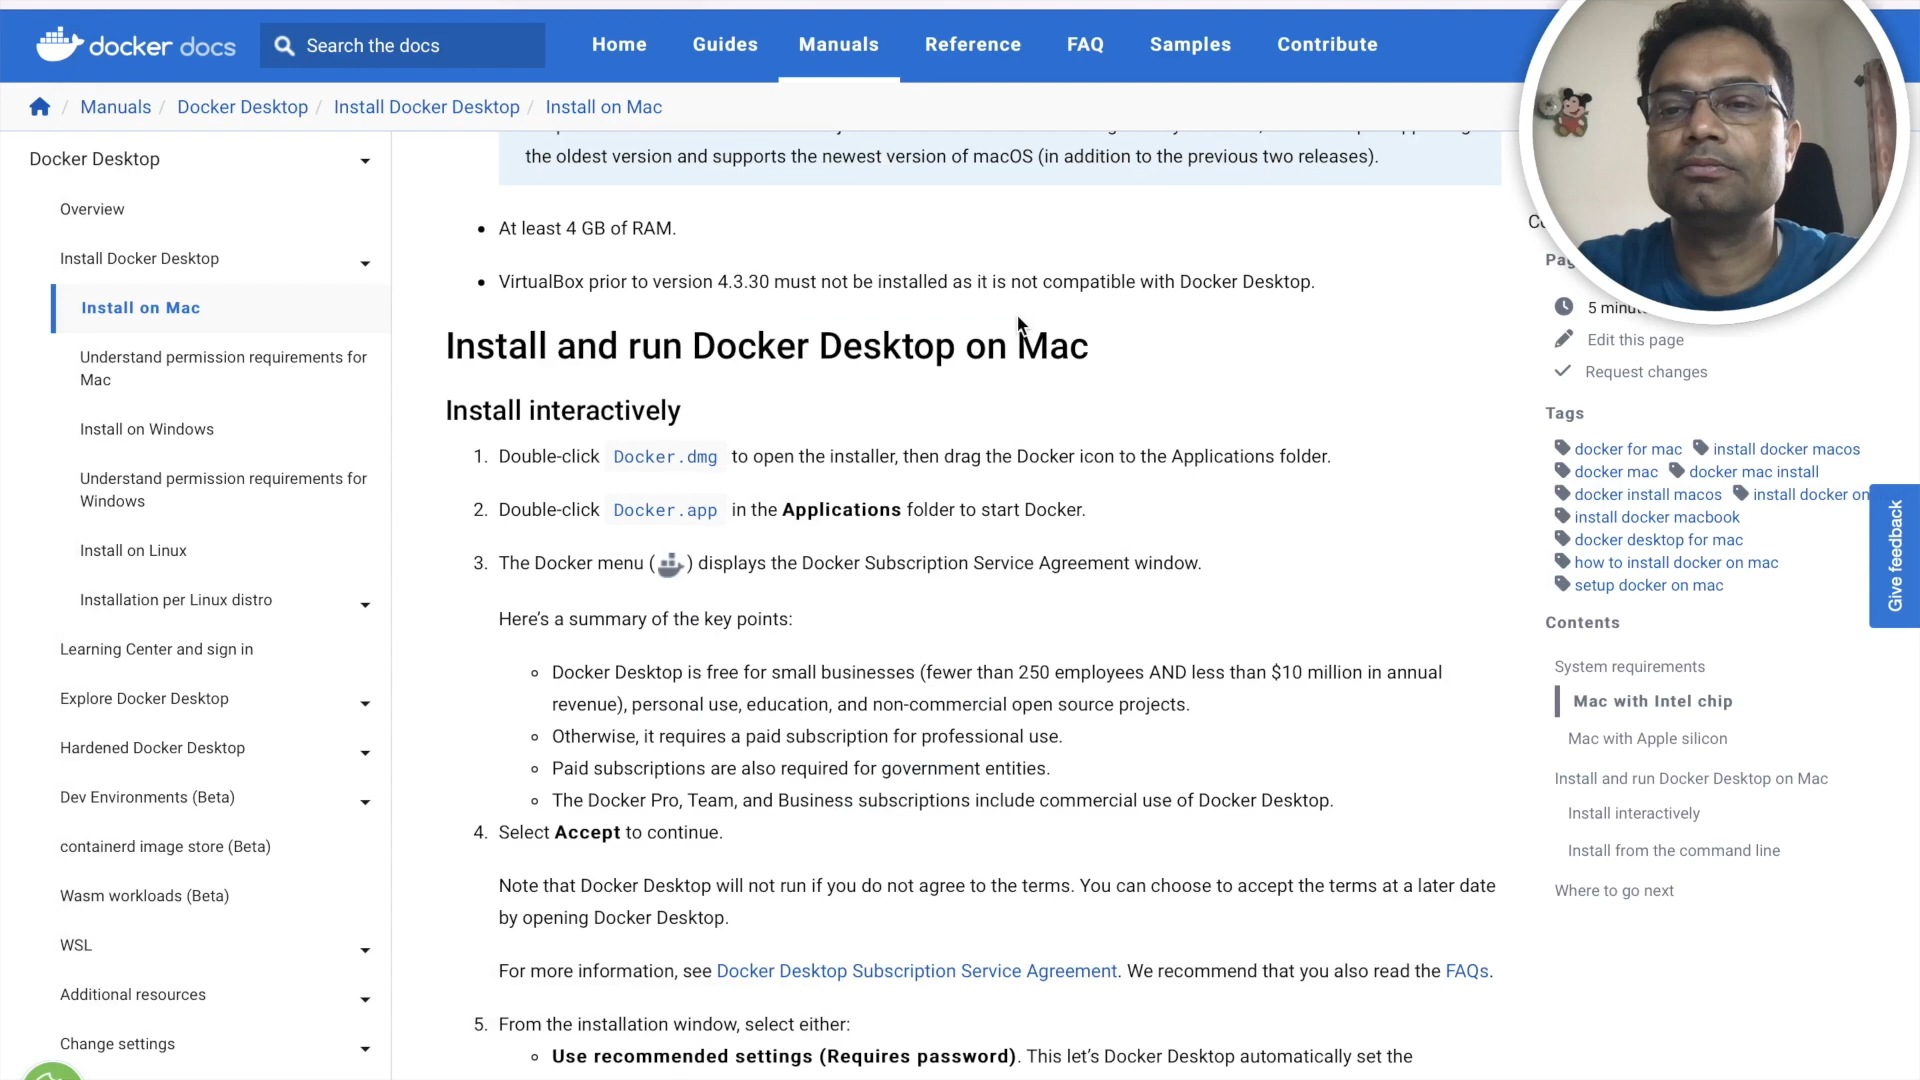 docker docs
Search the docs
Home
Guides
Manuals
Reference
FAQ
Samples
Contribute
/ Manuals / Docker Desktop / Install Docker Desktop / Install on Mac
Docker Desktop
Overview
Install Docker Desktop
Install on Mac
Understand permission requirements for
Mac
Install on Windows
Understand permission requirements for
Windows
Install on Linux
Installation per Linux distro
Learning Center and sign in
Explore Docker Desktop
Hardened Docker Desktop
Dev Environments (Beta)
containerd image store (Beta)
Wasm workloads (Beta)
WSL
Additional resources
Change settings
the oldest version and supports the newest version of macOS (in addition to the previous two releases).
• At least 4 GB of RAM.
• VirtualBox prior to version 4.3.30 must not be installed as it is not compatible with Docker Desktop.
Install and run Docker Desktop on Mac
Install interactively
1. Double-click Docker.dmg to open the installer, then drag the Docker icon to the Applications folder.
2. Double-click Docker.app in the Applications folder to start Docker.
3. The Docker menu ( ) displays the Docker Subscription Service Agreement window.
Here’s a summary of the key points:
◦ Docker Desktop is free for small businesses (fewer than 250 employees AND less than $10 million in annual
revenue), personal use, education, and non-commercial open source projects.
◦ Otherwise, it requires a paid subscription for professional use.
◦ Paid subscriptions are also required for government entities.
◦ The Docker Pro, Team, and Business subscriptions include commercial use of Docker Desktop.
4. Select Accept to continue.
Note that Docker Desktop will not run if you do not agree to the terms. You can choose to accept the terms at a later date
by opening Docker Desktop.
For more information, see Docker Desktop Subscription Service Agreement. We recommend that you also read the FAQs.
5. From the installation window, select either:
◦ Use recommended settings (Requires password). This let’s Docker Desktop automatically set the
5
Edit this page
Request changes
Tags
docker for mac install docker macos
docker mac docker mac install
docker install macos install docker on
install docker macbook
docker desktop for mac
how to install docker on mac
setup docker on mac
Contents
System requirements
Mac with Intel chip
Mac with Apple silicon
Install and run Docker Desktop on Mac
Install interactively
Install from the command line
Where to go next
Give feedback